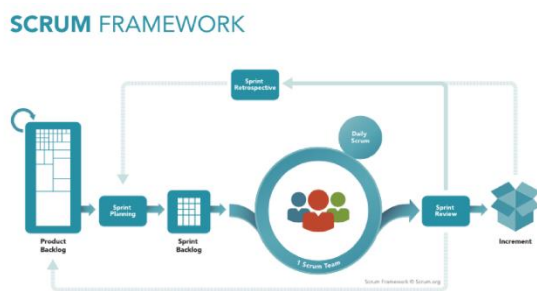 SCRUM FRAMEWORK
Sprint
Retrospective
Daily
Scrum
Sprint
Planning
Sprint
Review
Product
Backlog
Sprint
Backlog
1 Scrum Team
Increment
Scrum Framework © Scrum.org